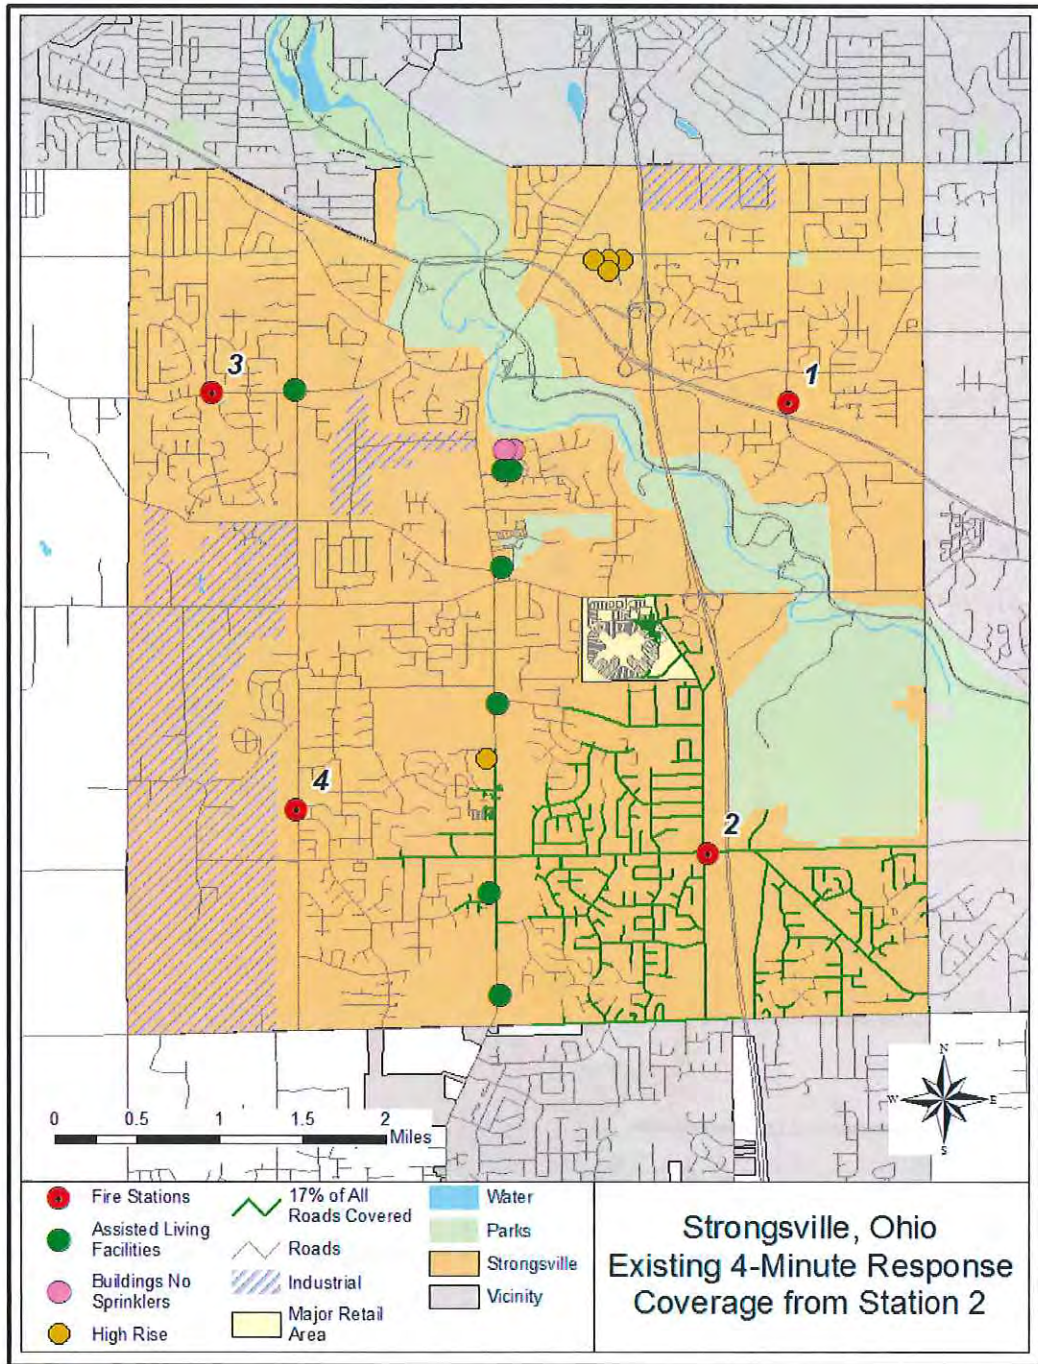 3
1
4
2
N
W
E
S
0 0.5 1 1.5 2
Miles
Fire Stations
Assisted Living
Facilities
Buildings No
Sprinklers
High Rise
17% of All
Roads Covered
Roads
Industrial
Major Retail
Area
Water
Parks
Strongsville
Vicinity
Strongsville, Ohio
Existing 4-Minute Response
Coverage from Station 2